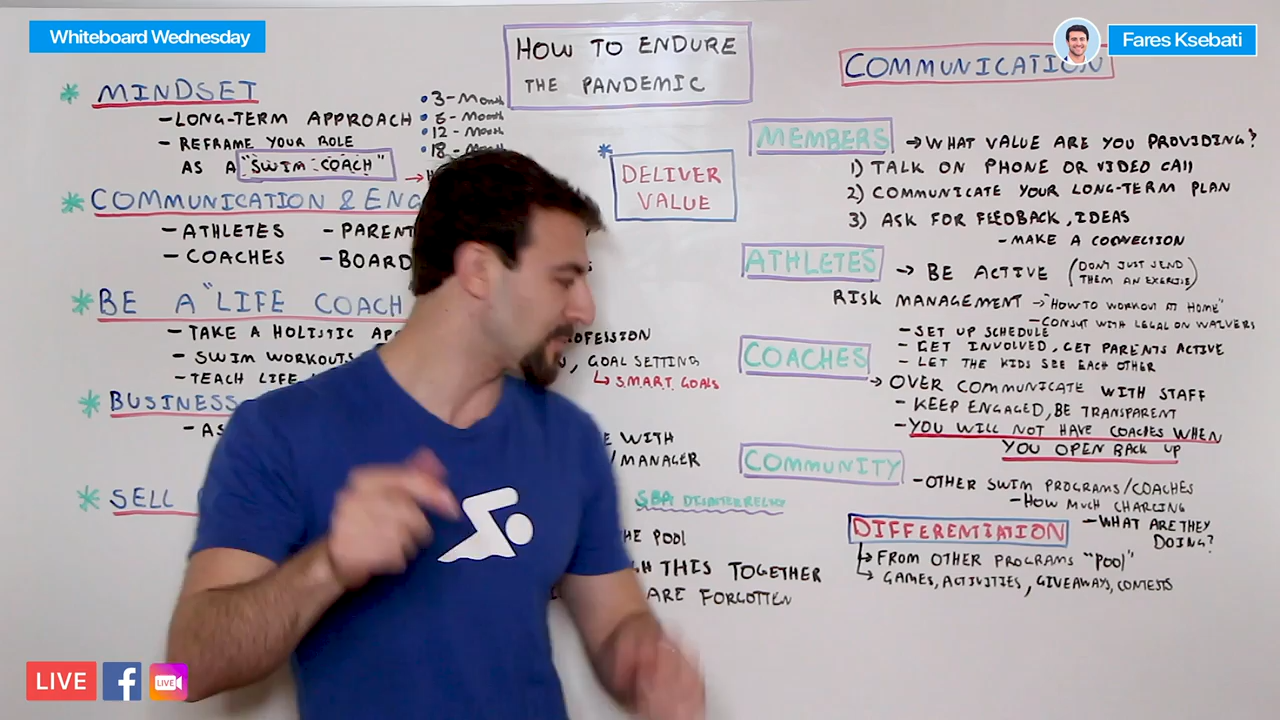 Whiteboard Wednesday
HOW TO ENDURE
THE PANDEMIC
Fares Ksebati
* MINDSET
- LONG-TERM APPROACH
- REFRAME YOUR ROLE
AS A "SWIM COACH"
• 3-Month
• 6-Month
• 12-Month
• 18-Month
* COMMUNICATION & ENG
- ATHLETES - PARENT
- COACHES - BOARD
* BE A "LIFE COACH
- TAKE A HOLISTIC
OFESSION
- SWIM WORKOUTS
, GOAL SETTING
↳ SMART GOALS
- TEACH LIFE
* BUSINESS
- AS
E WITH
/MANAGER
* SELL
SBA DISASTER RELIEF
HE POOL
GH THIS TOGETHER
ARE FORGOTTEN
* DELIVER
VALUE
COMMUNICATION
MEMBERS → WHAT VALUE ARE YOU PROVIDING?
1) TALK ON PHONE OR VIDEO CALL
2) COMMUNICATE YOUR LONG-TERM PLAN
3) ASK FOR FEEDBACK, IDEAS
- MAKE A CONNECTION
ATHLETES → BE ACTIVE (DON'T JUST SEND
THEM AN EXERCISE)
RISK MANAGEMENT → "HOW TO WORKOUT AT HOME"
- CONSULT WITH LEGAL ON WAIVERS
- SET UP SCHEDULE
- GET INVOLVED, GET PARENTS ACTIVE
- LET THE KIDS SEE EACH OTHER
COACHES
→ OVER COMMUNICATE WITH STAFF
- KEEP ENGAGED, BE TRANSPARENT
- YOU WILL NOT HAVE COACHES WHEN
YOU OPEN BACK UP
COMMUNITY
- OTHER SWIM PROGRAMS/COACHES
- HOW MUCH CHARGING
- WHAT ARE THEY
DOING?
DIFFERENTIATION
↳ FROM OTHER PROGRAMS "POOL"
↳ GAMES, ACTIVITIES, GIVEAWAYS, CONTESTS
LIVE
LIVE